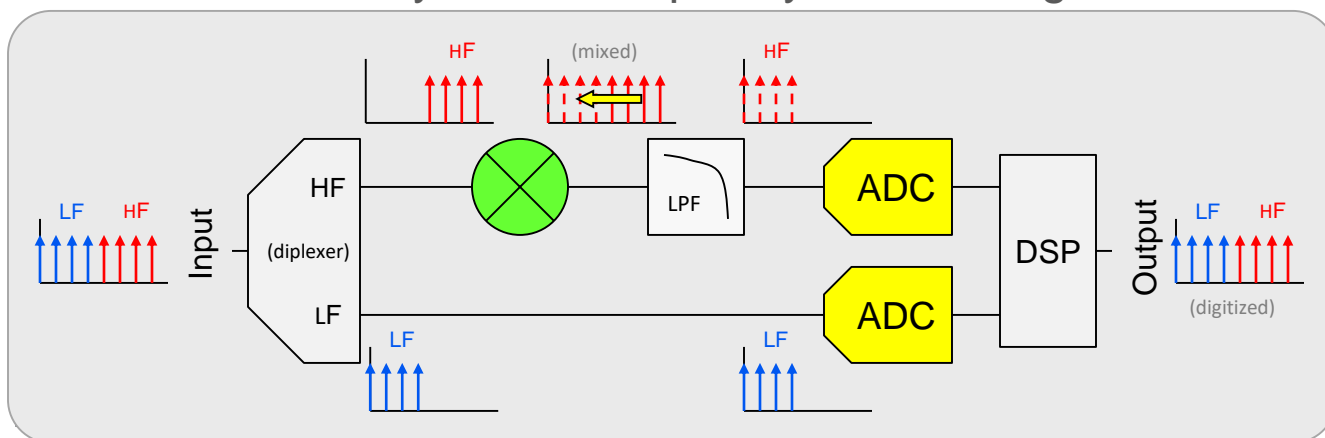 HF
(mixed)
HF
HF
ADC
LPF
LF
HF
Input
(diplexer)
DSP
Output
LF
HF
(digitized)
LF
ADC
LF
LF